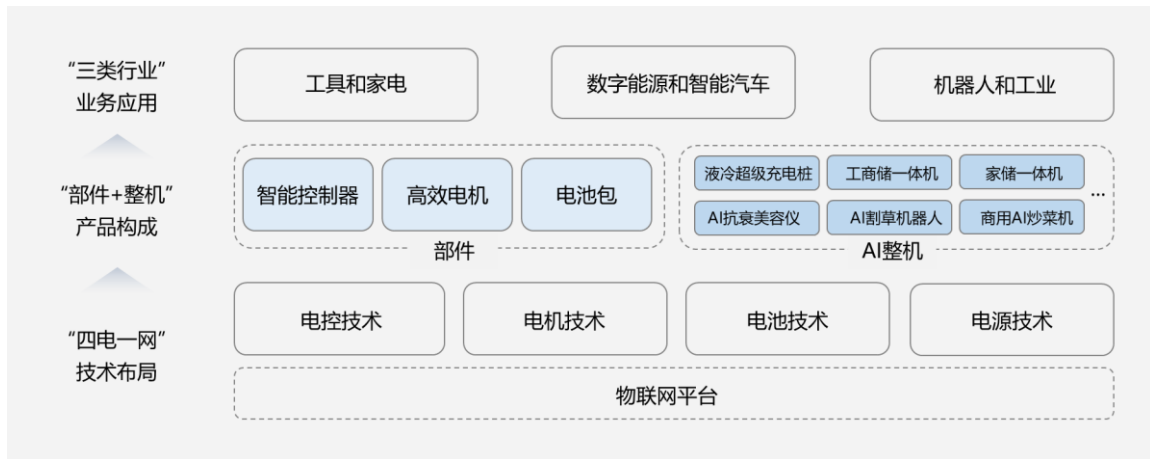 “三类行业”
业务应用
工具和家电
数字能源和智能汽车
机器人和工业
“部件+整机”
产品构成
智能控制器
高效电机
电池包
部件
液冷超级充电桩
工商储一体机
家储一体机
...
AI抗衰美容仪
AI割草机器人
商用AI炒菜机
AI整机
“四电一网”
技术布局
电控技术
电机技术
电池技术
电源技术
物联网平台